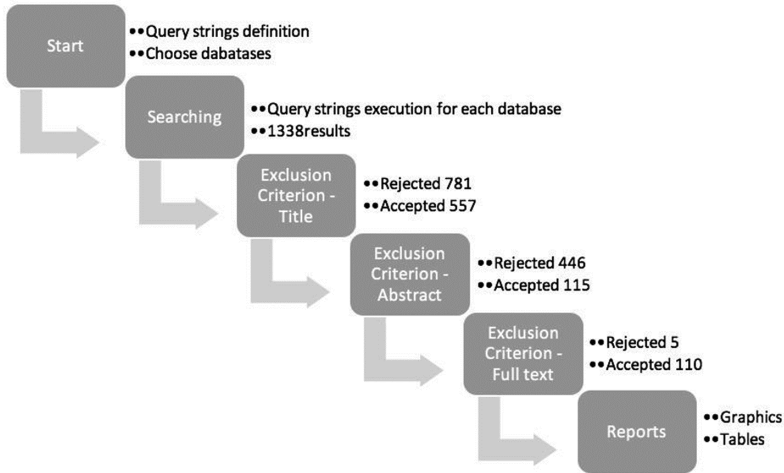 Start
••Query strings definition
••Choose dabatases
Searching
••Query strings execution for each database
••1338results
Exclusion
Criterion -
Title
••Rejected 781
••Accepted 557
Exclusion
Criterion -
Abstract
••Rejected 446
••Accepted 115
Exclusion
Criterion -
Full text
••Rejected 5
••Accepted 110
Reports
••Graphics
••Tables